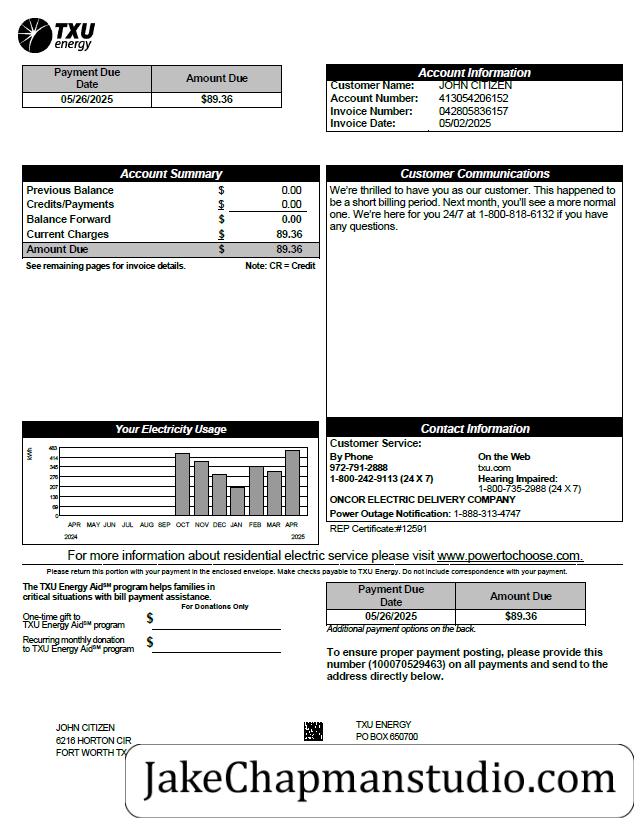 TXU
energy
Payment Due
Date
Amount Due
05/26/2025
$89.36
Account Information
Customer Name: JOHN CITIZEN
Account Number: 413054206152
Invoice Number: 042805836157
Invoice Date: 05/02/2025
Account Summary
Previous Balance $ 0.00
Credits/Payments $ 0.00
Balance Forward $ 0.00
Current Charges $ 89.36
Amount Due $ 89.36
See remaining pages for invoice details. Note: CR = Credit
Customer Communications
We're thrilled to have you as our customer. This happened to
be a short billing period. Next month, you'll see a more normal
one. We're here for you 24/7 at 1-800-818-6132 if you have
any questions.
Your Electricity Usage
kWh
483
414
345
276
207
138
69
0
APR MAY JUN JUL AUG SEP OCT NOV DEC JAN FEB MAR APR
2024 2025
Contact Information
Customer Service:
By Phone
972-791-2888
1-800-242-9113 (24 X 7)
On the Web
txu.com
Hearing Impaired:
1-800-735-2988 (24 X 7)
ONCOR ELECTRIC DELIVERY COMPANY
Power Outage Notification: 1-888-313-4747
REP Certificate:#12591
For more information about residential electric service please visit www.powertochoose.com.
Please return this portion with your payment in the enclosed envelope. Make checks payable to TXU Energy. Do not include correspondence with your payment.
The TXU Energy Aid℠ program helps families in
critical situations with bill payment assistance.
For Donations Only
One-time gift to
TXU Energy Aid℠ program $
Recurring monthly donation
to TXU Energy Aid℠ program $
Payment Due
Date
Amount Due
05/26/2025
$89.36
Additional payment options on the back.
To ensure proper payment posting, please provide this
number (100070529463) on all payments and send to the
address directly below.
JOHN CITIZEN
6216 HORTON CIR
FORT WORTH TX
TXU ENERGY
PO BOX 650700
JakeChapmanstudio.com